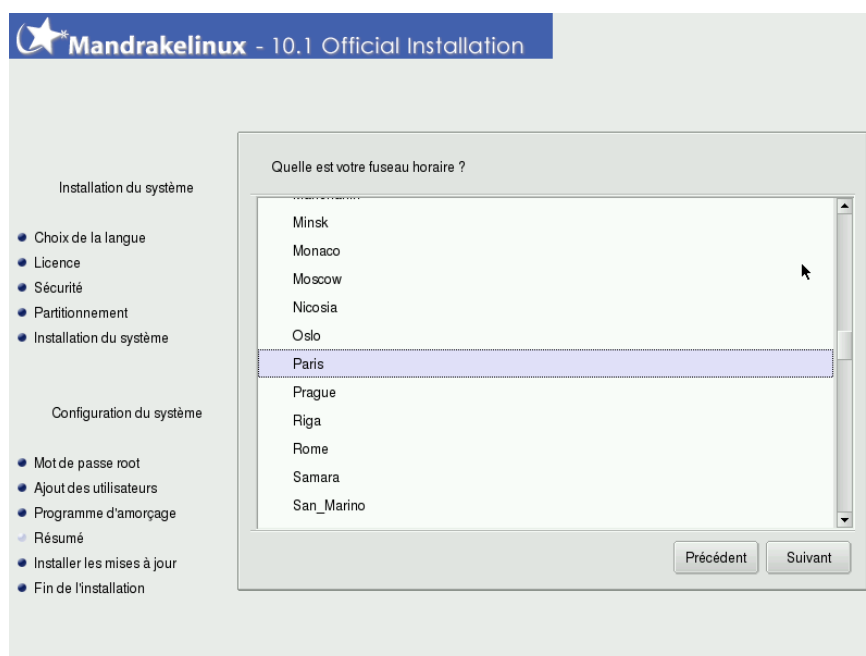 Mandrakelinux - 10.1 Official Installation
Installation du système
Choix de la langue
Licence
Sécurité
Partitionnement
Installation du système
Configuration du système
Mot de passe root
Ajout des utilisateurs
Programme d'amorçage
Résumé
Installer les mises à jour
Fin de l'installation
Quelle est votre fuseau horaire ?
Minsk
Monaco
Moscow
Nicosia
Oslo
Paris
Prague
Riga
Rome
Samara
San_Marino
Précédent
Suivant